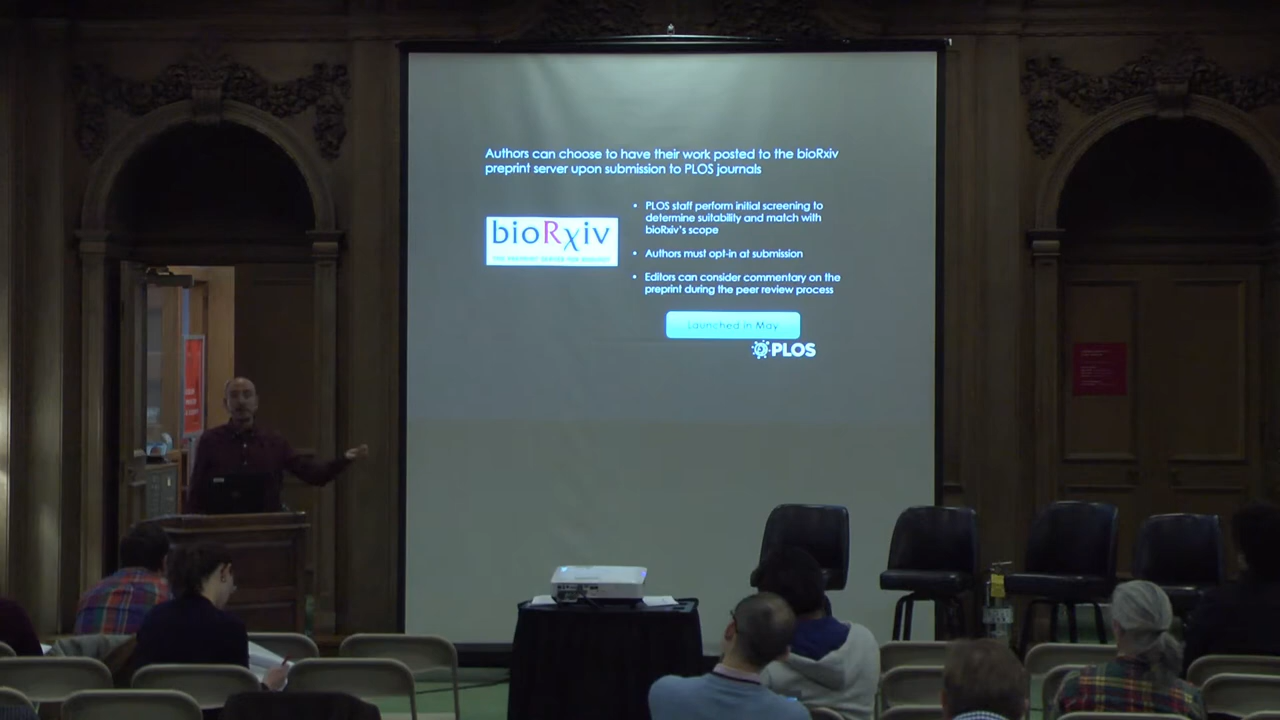 Authors can choose to have their work posted to the bioRxiv
preprint server upon submission to PLOS journals
bioRχiv
• PLOS staff perform initial screening to
determine suitability and match with
bioRxiv's scope
• Authors must opt-in at submission
• Editors can consider commentary on the
preprint during the peer review process
Launched in May
PLOS